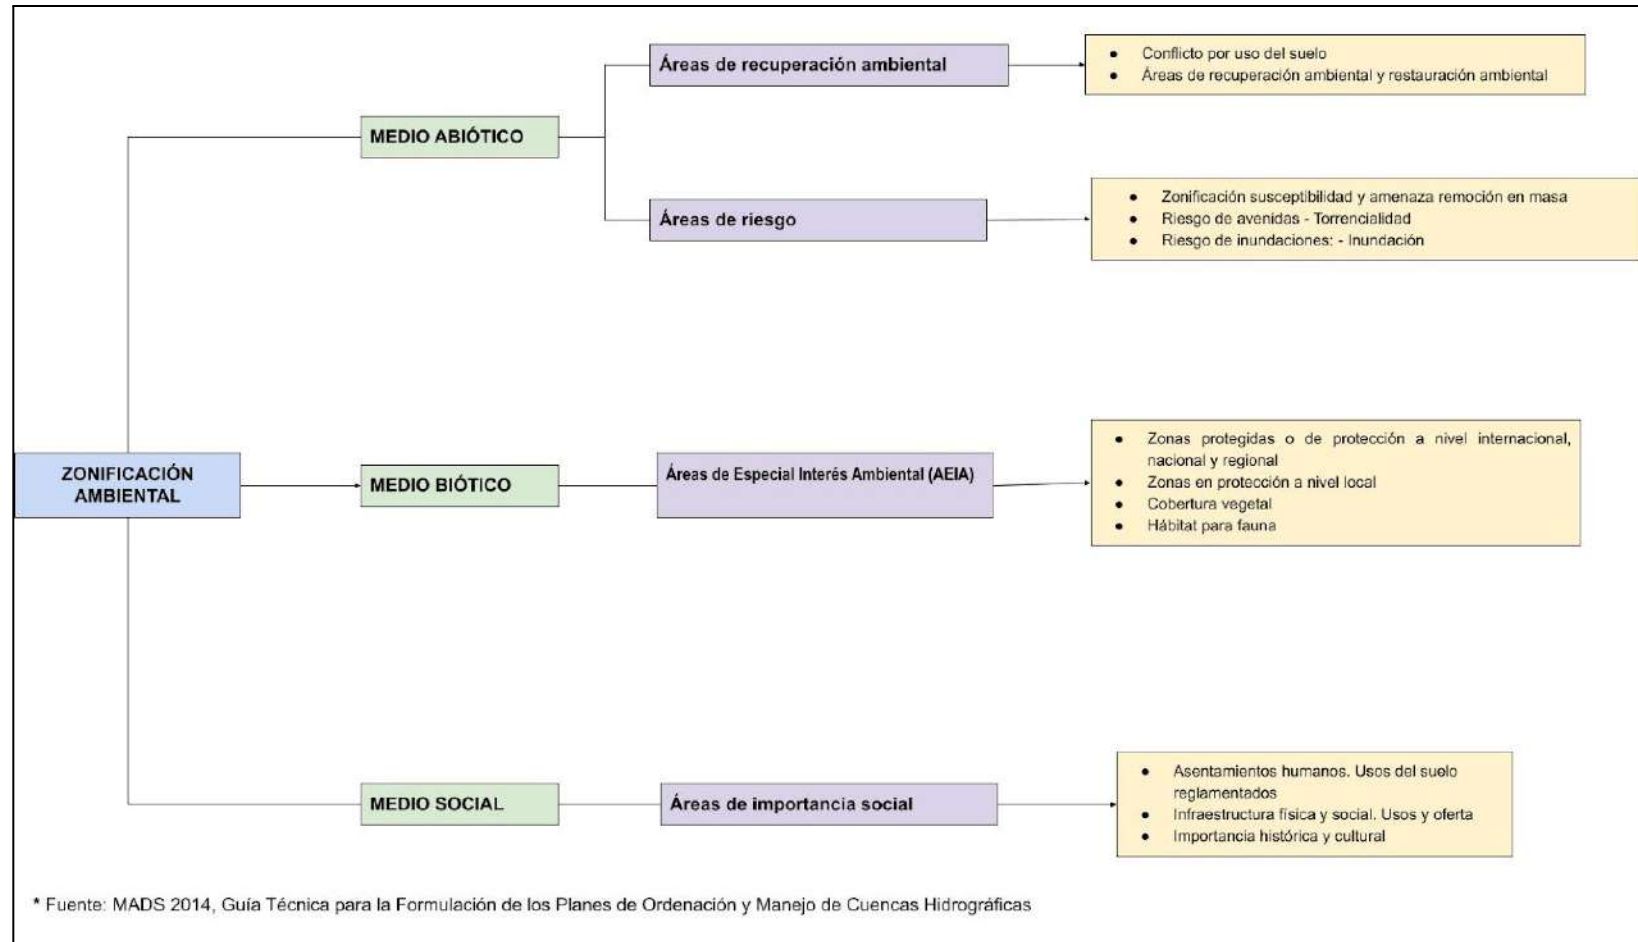 Áreas de recuperación ambiental
• Conflicto por uso del suelo
• Áreas de recuperación ambiental y restauración ambiental
MEDIO ABIÓTICO
Áreas de riesgo
• Zonificación susceptibilidad y amenaza remoción en masa
• Riesgo de avenidas - Torrencialidad
• Riesgo de inundaciones: - Inundación
ZONIFICACIÓN
AMBIENTAL
MEDIO BIÓTICO
Áreas de Especial Interés Ambiental (AEIA)
• Zonas protegidas o de protección a nivel internacional,
nacional y regional
• Zonas en protección a nivel local
• Cobertura vegetal
• Hábitat para fauna
MEDIO SOCIAL
Áreas de importancia social
• Asentamientos humanos. Usos del suelo
reglamentados
• Infraestructura física y social. Usos y oferta
• Importancia histórica y cultural
* Fuente: MADS 2014, Guía Técnica para la Formulación de los Planes de Ordenación y Manejo de Cuencas Hidrográficas